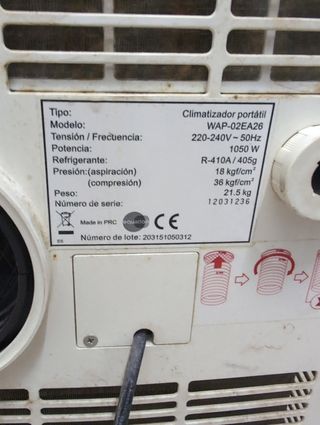 Tipo: Climatizador portátil
Modelo: WAP-02EA26
Tensión / Frecuencia: 220-240V ~ 50Hz
Potencia: 1050 W
Refrigerante: R-410A / 405g
Presión: (aspiración) 18 kgf/cm²
(compresión) 36 kgf/cm²
Peso: 21.5 kg
Número de serie: 12031236
Made in PRC CE
ES Número de lote: 203151050312